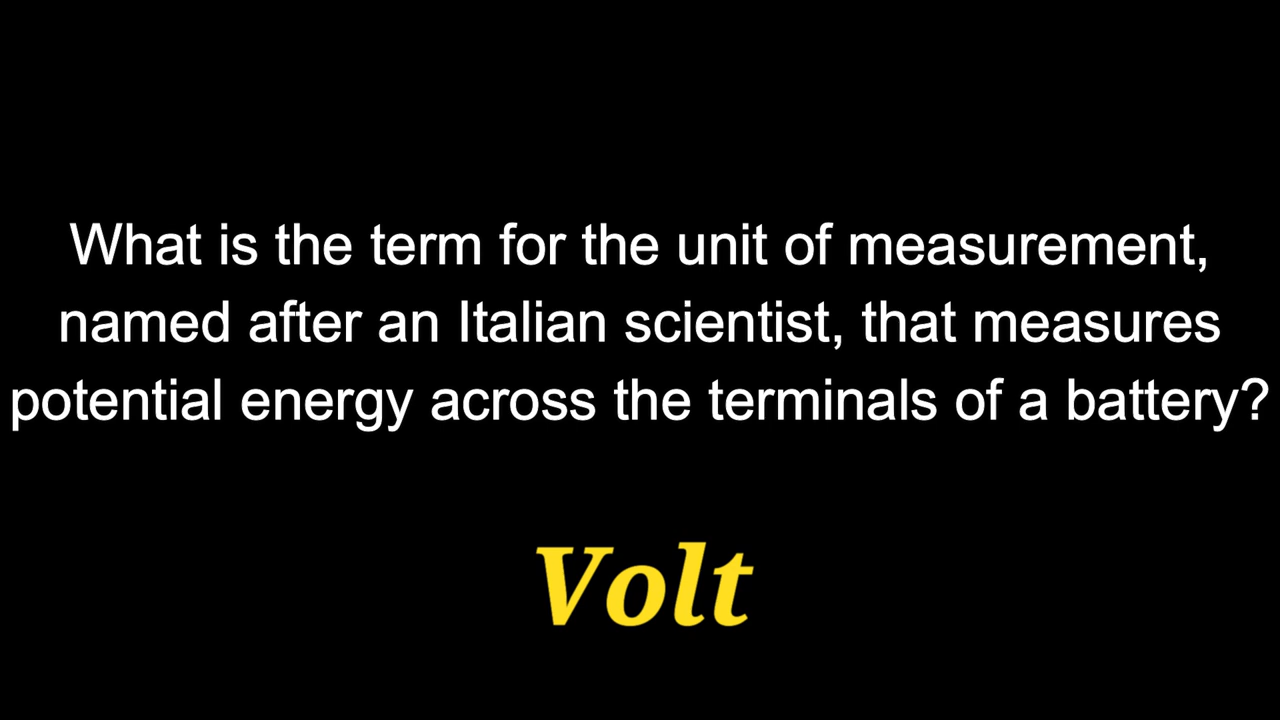 What is the term for the unit of measurement,
named after an Italian scientist, that measures
potential energy across the terminals of a battery?
Volt